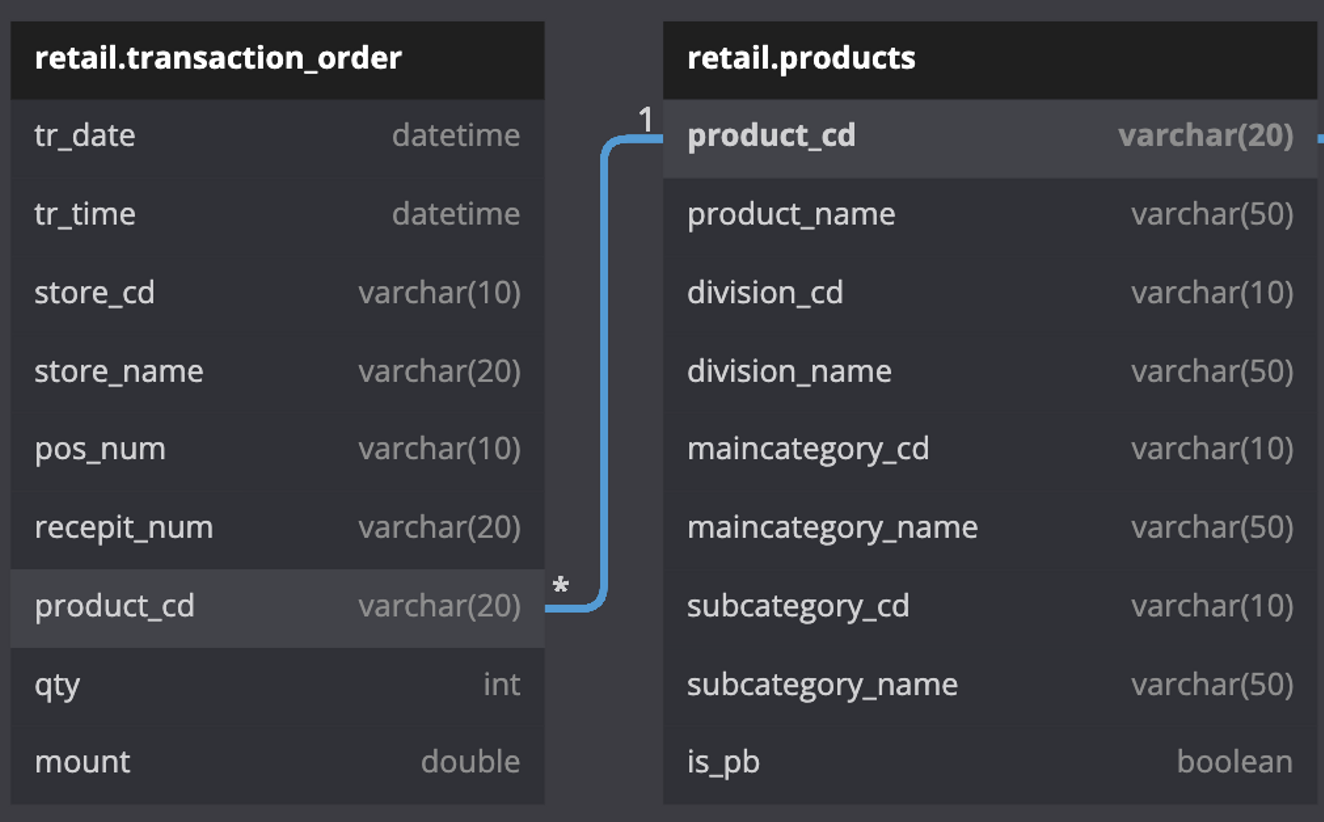 retail.transaction_order
tr_date datetime
tr_time datetime
store_cd varchar(10)
store_name varchar(20)
pos_num varchar(10)
recepit_num varchar(20)
product_cd varchar(20)
qty int
mount double
*
1
retail.products
product_cd varchar(20)
product_name varchar(50)
division_cd varchar(10)
division_name varchar(50)
maincategory_cd varchar(10)
maincategory_name varchar(50)
subcategory_cd varchar(10)
subcategory_name varchar(50)
is_pb boolean